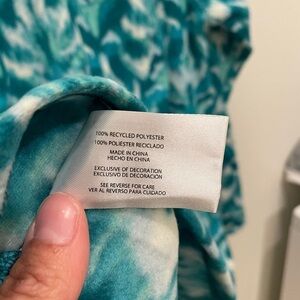 100% RECYCLED POLYESTER
100% POLIESTER RECICLADO
MADE IN CHINA
HECHO EN CHINA
EXCLUSIVE OF DECORATION
EXCLUSIVO DE DECORACIÓN
SEE REVERSE FOR CARE
VER AL REVERSO PARA CUIDADO